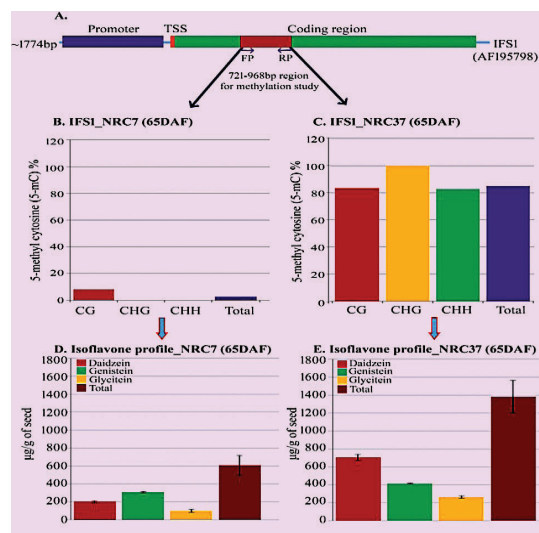 A.
Promoter TSS Coding region
~1774bp IFS1
(AF195798)
FP RP
721-968bp region
for methylation study
B. IFS1_NRC7 (65DAF)
5-methyl cytosine (5-mC) %
120
100
80
60
40
20
0
CG CHG CHH Total
C. IFS1_NRC37 (65DAF)
5-methyl cytosine (5-mC) %
120
100
80
60
40
20
0
CG CHG CHH Total
D. Isoflavone profile_NRC7 (65DAF)
µg/g of seed
1800
1600
1400
1200
1000
800
600
400
200
0
Daidzein
Genistein
Glycitein
Total
E. Isoflavone profile_NRC37 (65DAF)
µg/g of seed
1800
1600
1400
1200
1000
800
600
400
200
0
Daidzein
Genistein
Glycitein
Total